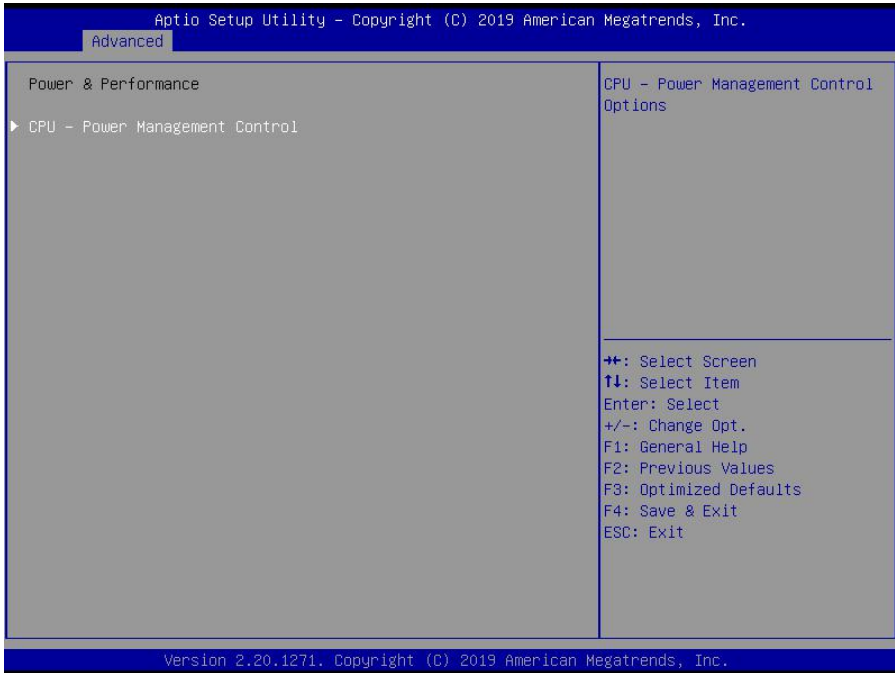 Aptio Setup Utility – Copyright (C) 2019 American Megatrends, Inc.
Advanced
Power & Performance
CPU – Power Management Control
CPU – Power Management Control
Options
→←: Select Screen
↑↓: Select Item
Enter: Select
+/-: Change Opt.
F1: General Help
F2: Previous Values
F3: Optimized Defaults
F4: Save & Exit
ESC: Exit
Version 2.20.1271. Copyright (C) 2019 American Megatrends, Inc.